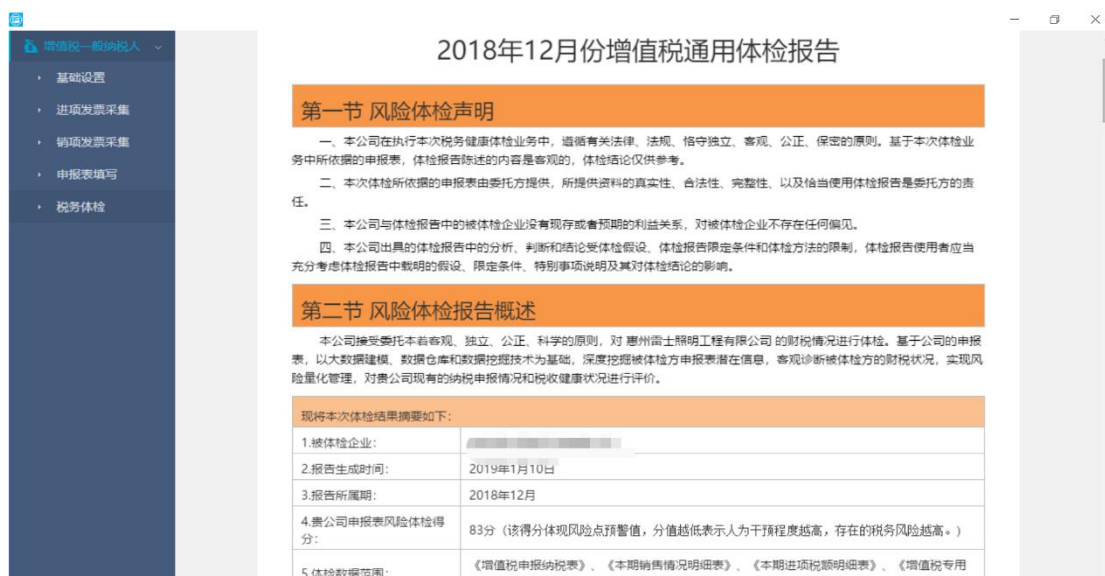 增值税一般纳税人
基础设置
进项发票采集
销项发票采集
申报表填写
税务体检
2018年12月份增值税通用体检报告
第一节 风险体检声明
一、本公司在执行本次税务健康体检业务中，遵循有关法律、法规、恪守独立、客观、公正、保密的原则。基于本次体检业
务中所依据的申报表，体检报告陈述的内容是客观的，体检结论仅供参考。
二、本次体检所依据的申报表由委托方提供，所提供资料的真实性、合法性、完整性、以及恰当使用体检报告是委托方的责
任。
三、本公司与体检报告中的被体检企业没有现存或者预期的利益关系，对被体检企业不存在任何偏见。
四、本公司出具的体检报告中的分析、判断和结论受体检假设、体检报告限定条件和体检方法的限制，体检报告使用者应当
充分考虑体检报告中载明的假设、限定条件、特别事项说明及其对体检结论的影响。
第二节 风险体检报告概述
本公司接受委托本着客观、独立、公正、科学的原则，对 惠州雷士照明工程有限公司 的财税情况进行体检。基于公司的申报
表，以大数据建模、数据仓库和数据挖掘技术为基础，深度挖掘被体检方申报表潜在信息，客观诊断被体检方的财税状况，实现风
险量化管理，对贵公司现有的纳税申报情况和税收健康状况进行评价。
现将本次体检结果摘要如下：
1.被体检企业：
2.报告生成时间： 2019年1月10日
3.报告所属期： 2018年12月
4.贵公司申报表风险体检得
分： 83分（该得分体现风险点预警值，分值越低表示人为干预程度越高，存在的税务风险越高。）
5.体检数据范围： 《增值税申报纳税表》、《本期销售情况明细表》、《本期进项税额明细表》、《增值税专用